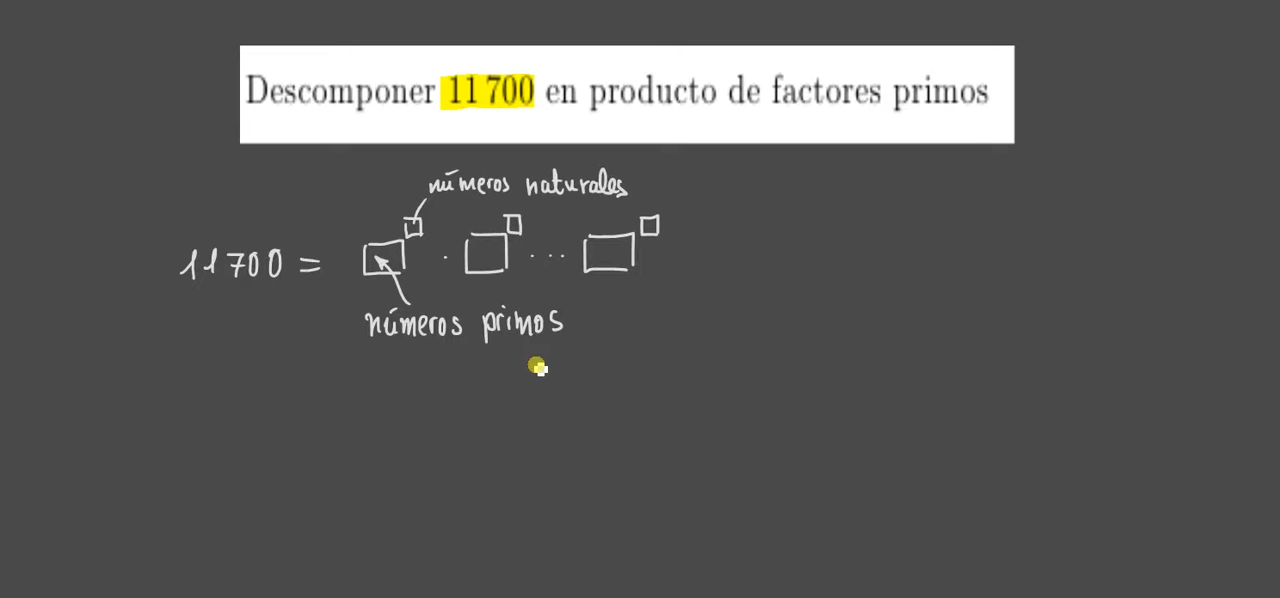 Descomponer 11 700 en producto de factores primos
números naturales
11700 = □^□ · □^□ ... □^□
números primos